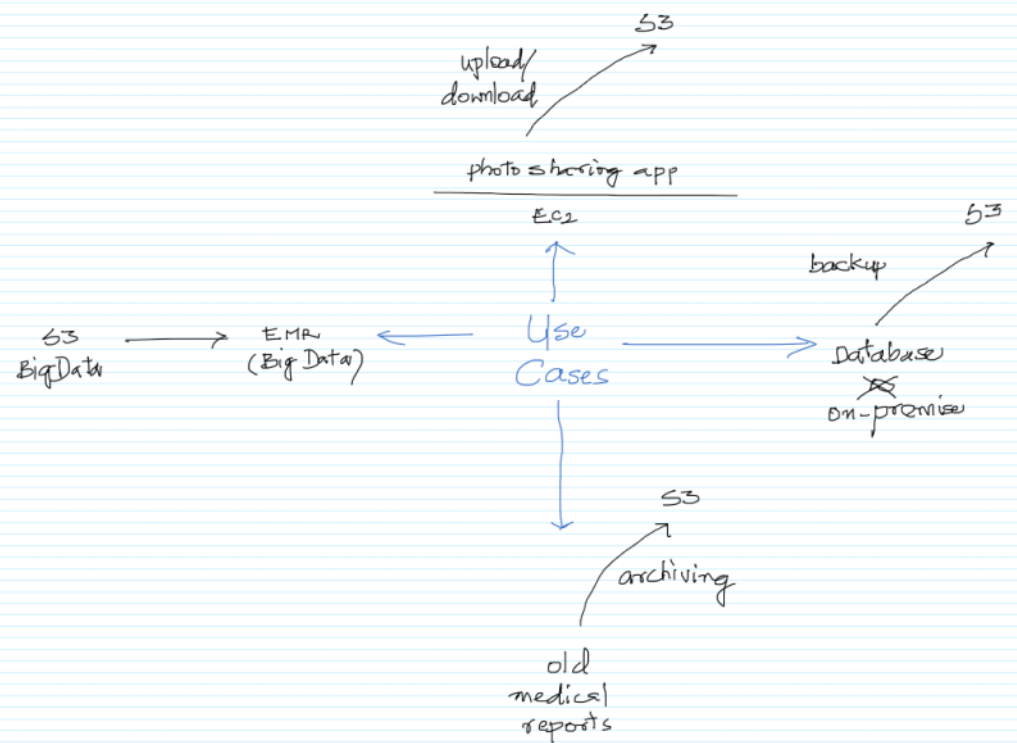 S3
upload/
download
photo sharing app
EC2
S3
backup
Use
Cases
S3
BigData
EMR
(Big Data)
Database
on-premise
S3
archiving
old
medical
reports